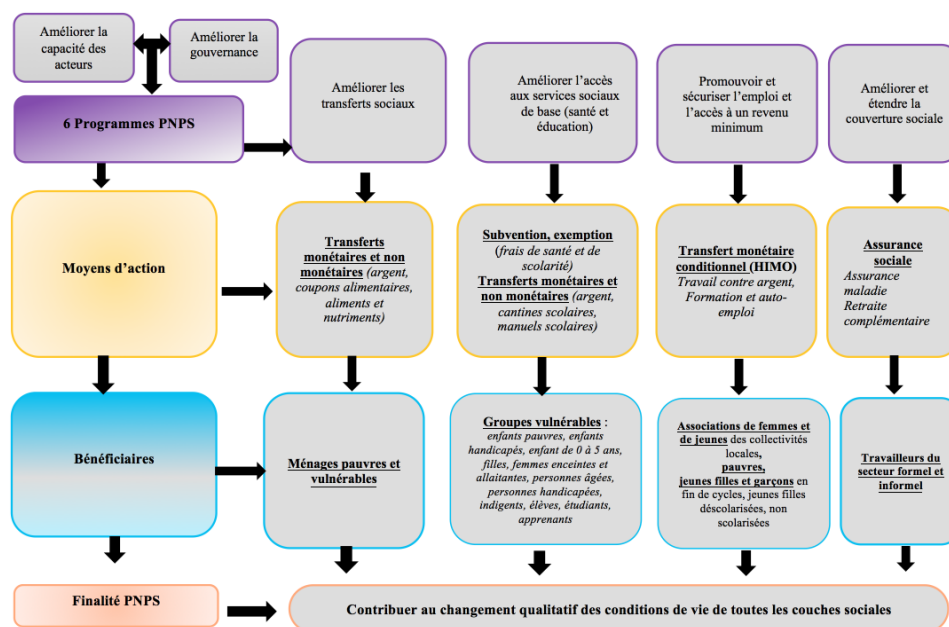 Améliorer la
capacité des
acteurs
Améliorer la
gouvernance
6 Programmes PNPS
Améliorer les
transferts sociaux
Améliorer l’accès
aux services sociaux
de base (santé et
éducation)
Promouvoir et
sécuriser l’emploi et
l’accès à un revenu
minimum
Améliorer et
étendre la
couverture sociale
Moyens d’action
Transferts
monétaires et non
monétaires (argent,
coupons alimentaires,
aliments et
nutriments)
Subvention, exemption
(frais de santé et de
scolarité)
Transferts monétaires et
non monétaires (argent,
cantines scolaires,
manuels scolaires)
Transfert monétaire
conditionnel (HIMO)
Travail contre argent,
Formation et auto-
emploi
Assurance
sociale
Assurance
maladie
Retraite
complémentaire
Bénéficiaires
Ménages pauvres et
vulnérables
Groupes vulnérables :
enfants pauvres, enfants
handicapés, enfant de 0 à 5 ans,
filles, femmes enceintes et
allaitantes, personnes âgées,
personnes handicapées,
indigents, élèves, étudiants,
apprenants
Associations de femmes et
de jeunes des collectivités
locales,
pauvres,
jeunes filles et garçons en
fin de cycles, jeunes filles
déscolarisées, non
scolarisées
Travailleurs du
secteur formel et
informel
Finalité PNPS
Contribuer au changement qualitatif des conditions de vie de toutes les couches sociales